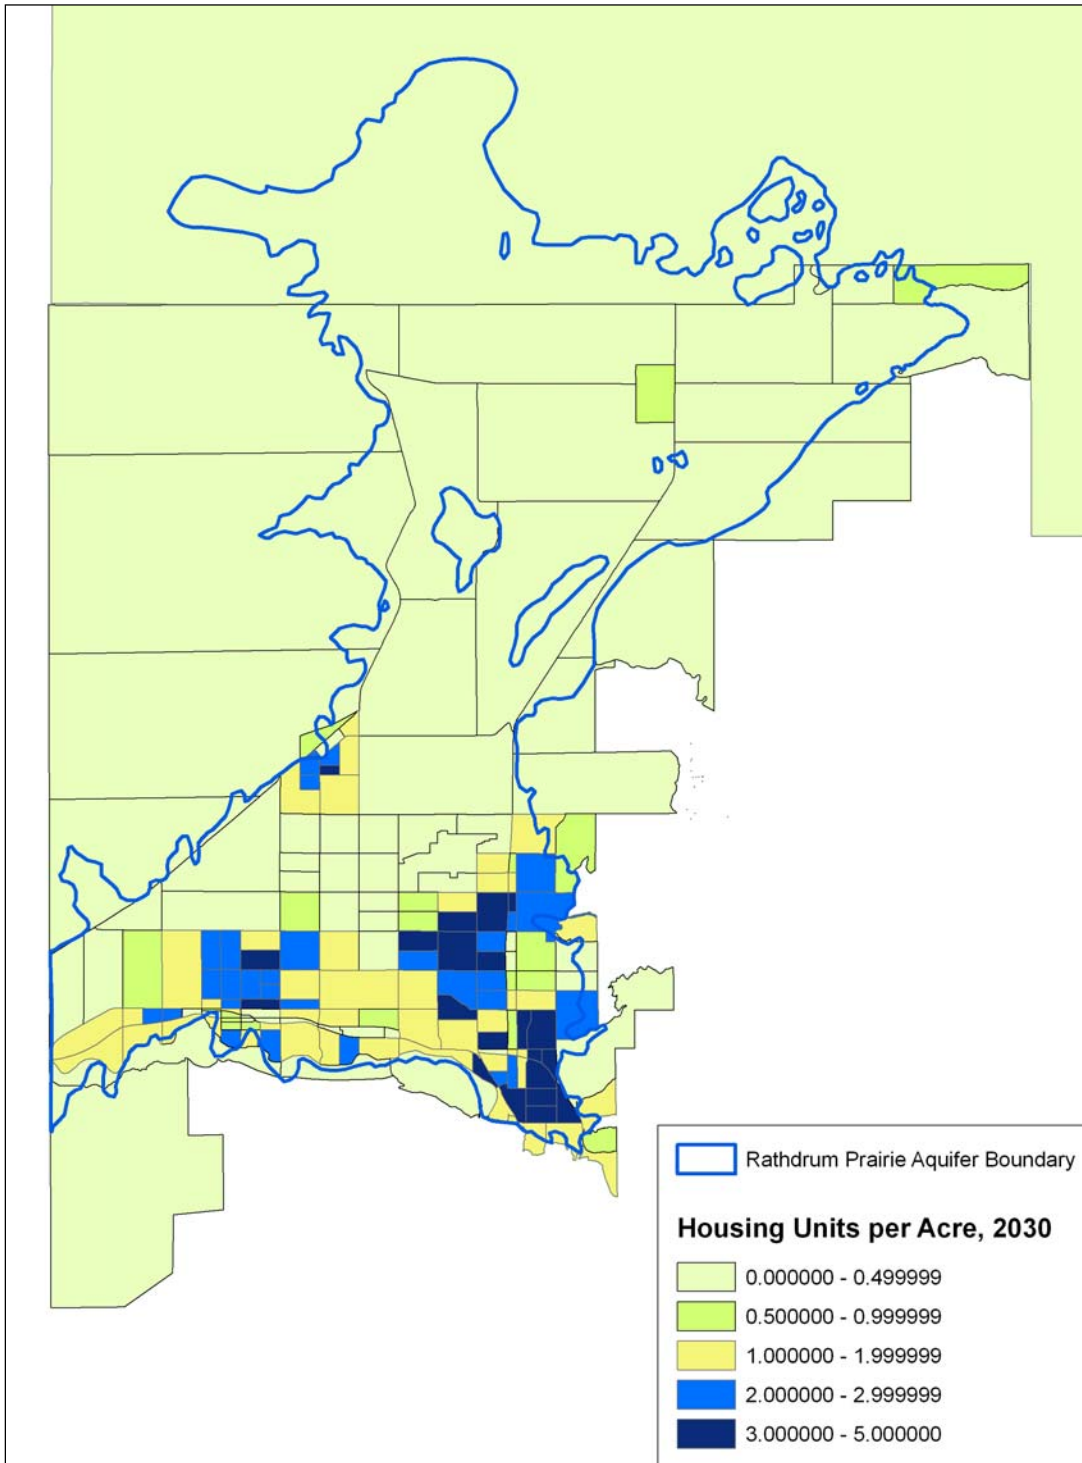 Rathdrum Prairie Aquifer Boundary
Housing Units per Acre, 2030
0.000000 - 0.499999
0.500000 - 0.999999
1.000000 - 1.999999
2.000000 - 2.999999
3.000000 - 5.000000